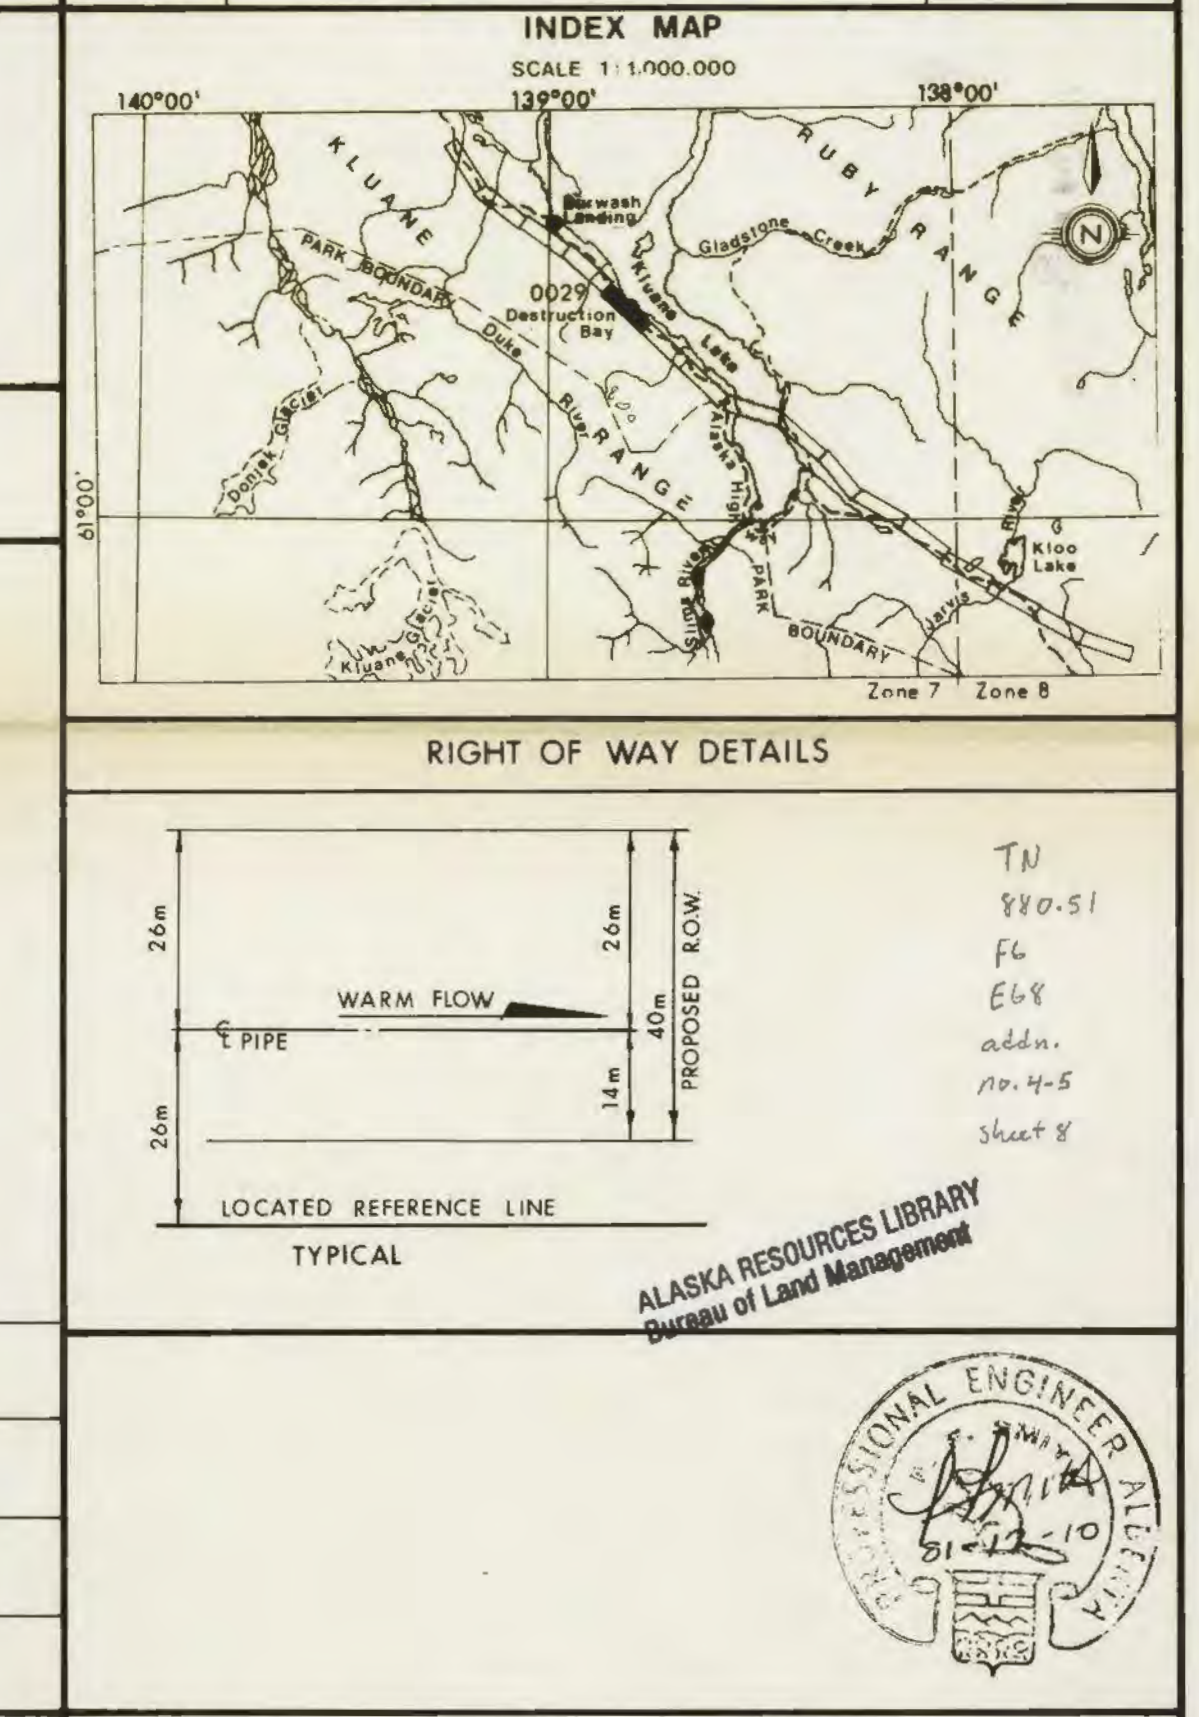 INDEX MAP
SCALE 1:1,000,000
140°00'
139°00'
138°00'
KLUANE
RUBY RANGE
Burwash
Landing
Gladstone Creek
PARK BOUNDARY
0029
Destruction
Bay
Kluane Lake
Duke River
RANGE
Donjek Glacier
Alaska Highway
61°00'
River
Kloo
Lake
Slims River
PARK
BOUNDARY
Jarvis
Kluane Glacier
N
Zone 7
Zone 8
RIGHT OF WAY DETAILS
26m
26m
WARM FLOW
℄ PIPE
40m
PROPOSED R.O.W.
14m
26m
LOCATED REFERENCE LINE
TYPICAL
TN
880.51
F6
E68
addn.
no.4-5
sheet 8
ALASKA RESOURCES LIBRARY
Bureau of Land Management
PROFESSIONAL ENGINEER ALBERTA
SMITH
81-12-10